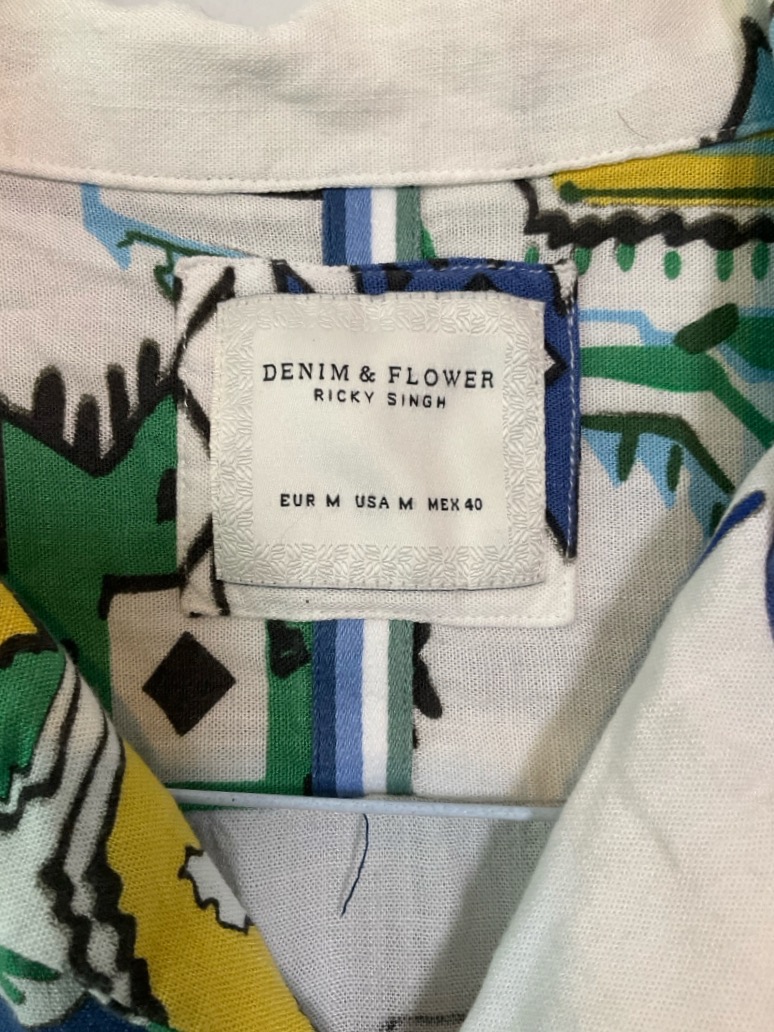 DENIM & FLOWER
RICKY SINGH
EUR M USA M MEX 40